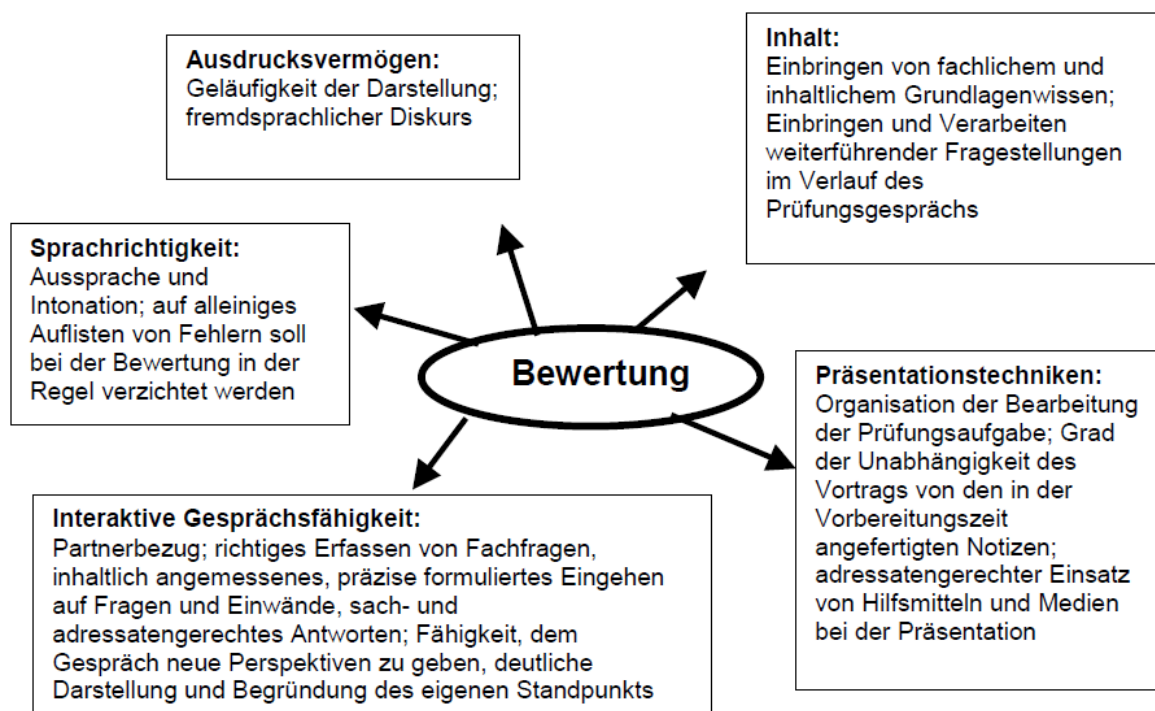 Ausdrucksvermögen:
Geläufigkeit der Darstellung;
fremdsprachlicher Diskurs
Inhalt:
Einbringen von fachlichem und
inhaltlichem Grundlagenwissen;
Einbringen und Verarbeiten
weiterführender Fragestellungen
im Verlauf des
Prüfungsgesprächs
Sprachrichtigkeit:
Aussprache und
Intonation; auf alleiniges
Auflisten von Fehlern soll
bei der Bewertung in der
Regel verzichtet werden
Bewertung
Präsentationstechniken:
Organisation der Bearbeitung
der Prüfungsaufgabe; Grad
der Unabhängigkeit des
Vortrags von den in der
Vorbereitungszeit
angefertigten Notizen;
adressatengerechter Einsatz
von Hilfsmitteln und Medien
bei der Präsentation
Interaktive Gesprächsfähigkeit:
Partnerbezug; richtiges Erfassen von Fachfragen,
inhaltlich angemessenes, präzise formuliertes Eingehen
auf Fragen und Einwände, sach- und
adressatengerechtes Antworten; Fähigkeit, dem
Gespräch neue Perspektiven zu geben, deutliche
Darstellung und Begründung des eigenen Standpunkts